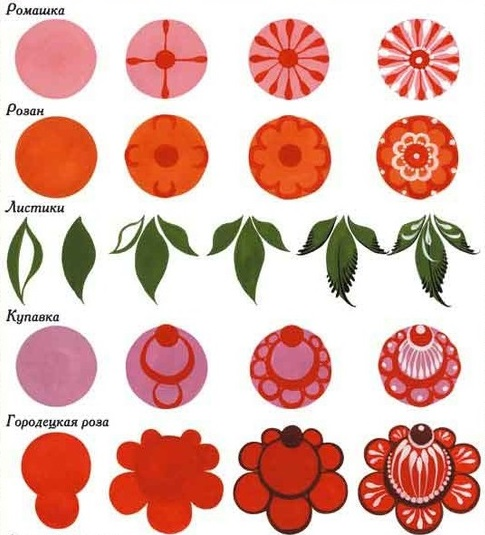 Ромашка
Розан
Листики
Купавка
Городецкая роза